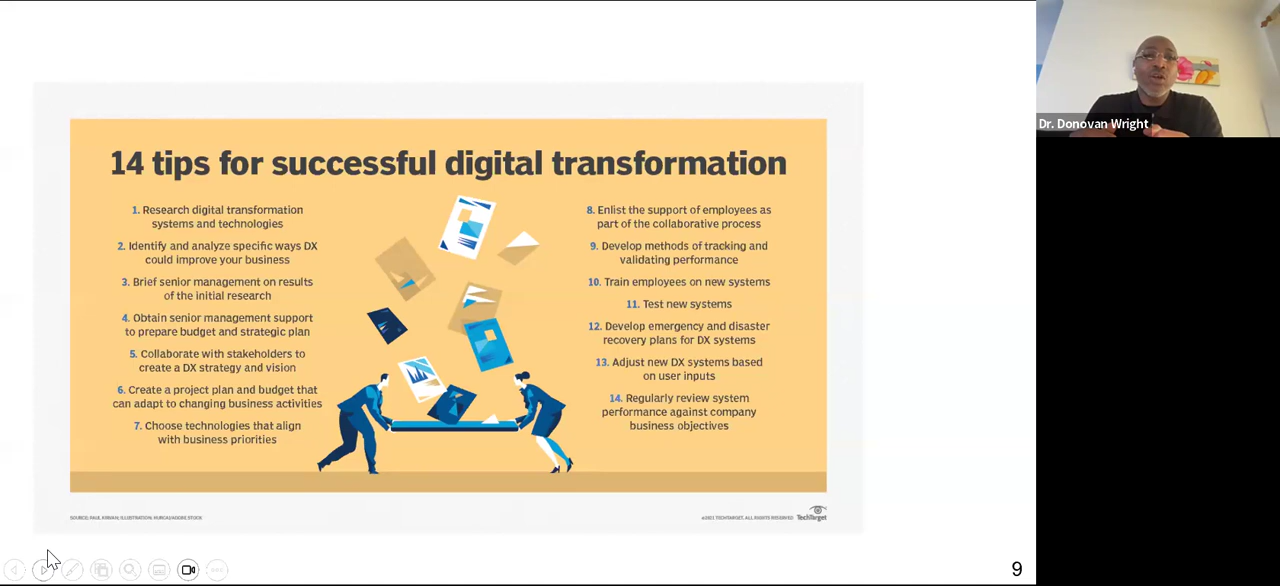 14 tips for successful digital transformation
1. Research digital transformation
systems and technologies
2. Identify and analyze specific ways DX
could improve your business
3. Brief senior management on results
of the initial research
4. Obtain senior management support
to prepare budget and strategic plan
5. Collaborate with stakeholders to
create a DX strategy and vision
6. Create a project plan and budget that
can adapt to changing business activities
7. Choose technologies that align
with business priorities
8. Enlist the support of employees as
part of the collaborative process
9. Develop methods of tracking and
validating performance
10. Train employees on new systems
11. Test new systems
12. Develop emergency and disaster
recovery plans for DX systems
13. Adjust new DX systems based
on user inputs
14. Regularly review system
performance against company
business objectives
©2021 TECHTARGET. ALL RIGHTS RESERVED
TechTarget
9
Dr. Donovan Wright